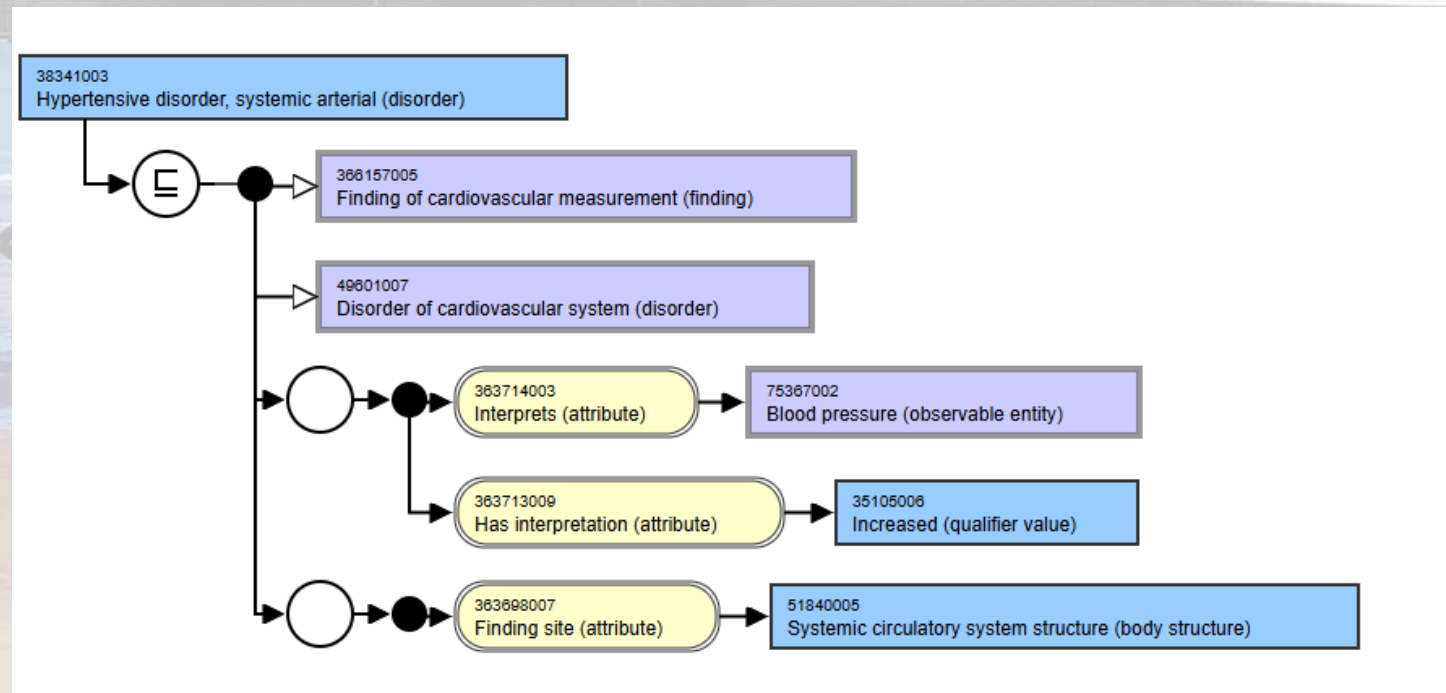 38341003
Hypertensive disorder, systemic arterial (disorder)
⊑
366157005
Finding of cardiovascular measurement (finding)
49601007
Disorder of cardiovascular system (disorder)
363714003
Interprets (attribute)
75367002
Blood pressure (observable entity)
363713009
Has interpretation (attribute)
35105006
Increased (qualifier value)
363698007
Finding site (attribute)
51840005
Systemic circulatory system structure (body structure)